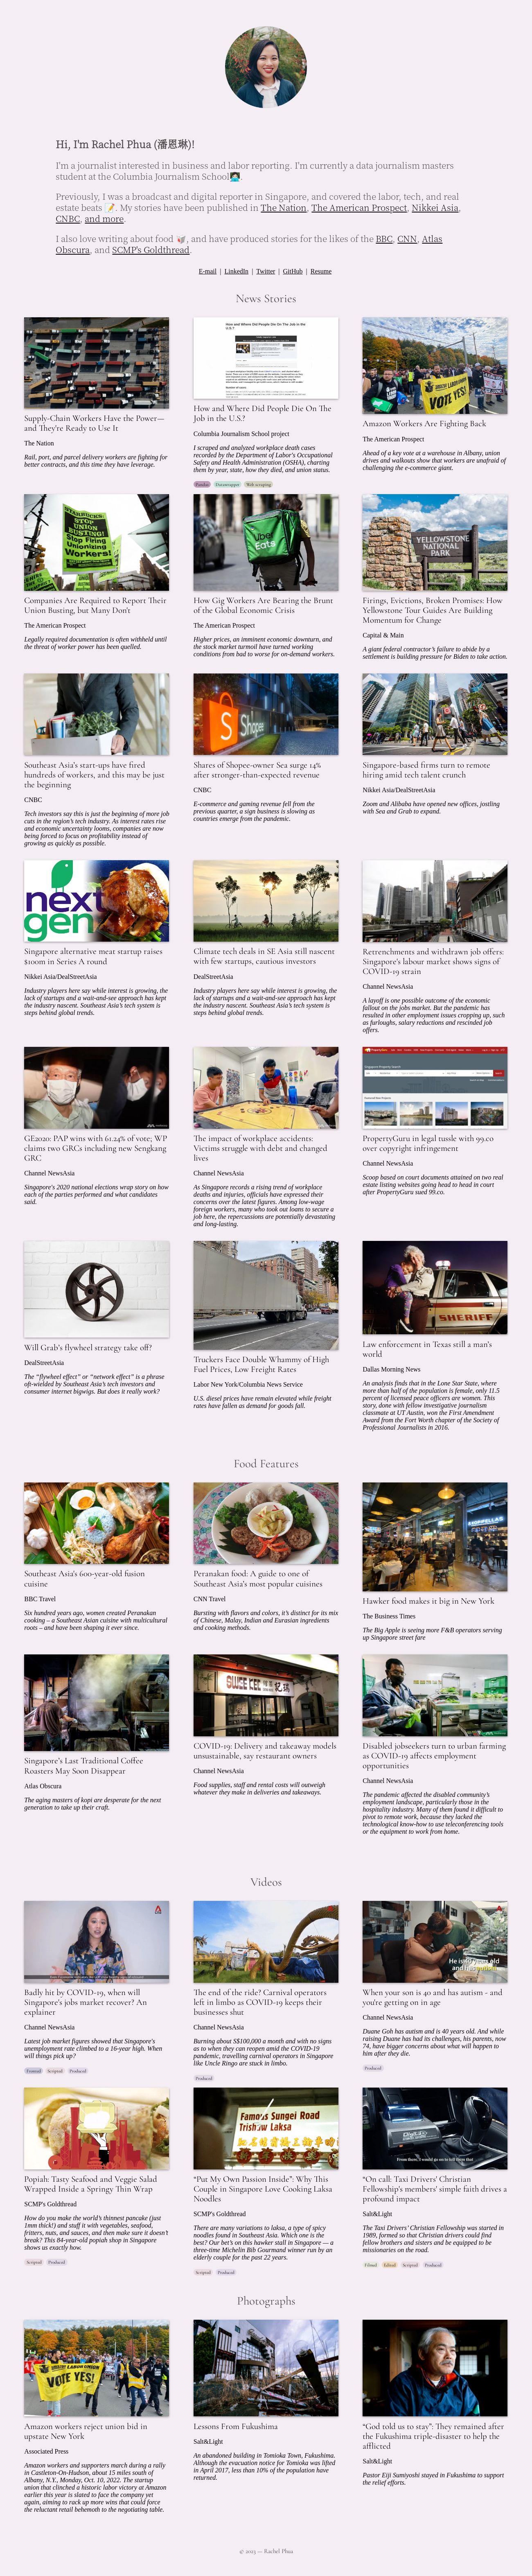 Hi, I'm Rachel Phua (潘恩琳)!
I'm a journalist interested in business and labor reporting. I'm currently a data journalism masters
student at the Columbia Journalism School👩🏻‍💻.
Previously, I was a broadcast and digital reporter in Singapore, and covered the labor, tech, and real
estate beats 📝. My stories have been published in The Nation, The American Prospect, Nikkei Asia,
CNBC, and more.
I also love writing about food 🥡, and have produced stories for the likes of the BBC, CNN, Atlas
Obscura, and SCMP's Goldthread.
E-mail | LinkedIn | Twitter | GitHub | Resume
News Stories
Supply-Chain Workers Have the Power—
and They're Ready to Use It
The Nation
Rail, port, and parcel delivery workers are fighting for
better contracts, and this time they have leverage.
How and Where Did People Die On The Job in the
U.S.?
How and Where Did People Die On The
Job in the U.S.?
Columbia Journalism School project
I scraped and analyzed workplace death cases
recorded by the Department of Labor's Occupational
Safety and Health Administration (OSHA), charting
them by year, state, how they died, and union status.
Pandas Datawrapper Web scraping
AMAZON LABOR UNION
VOTE YES!
Amazon Workers Are Fighting Back
The American Prospect
Ahead of a key vote at a warehouse in Albany, union
drives and walkouts show that workers are unafraid of
challenging the e-commerce giant.
STARBUCKS:
STOP
UNION
BUSTING!
Stop Firing
Unionizing
Workers!
Companies Are Required to Report Their
Union Busting, but Many Don't
The American Prospect
Legally required documentation is often withheld until
the threat of worker power has been quelled.
Uber
Eats
How Gig Workers Are Bearing the Brunt
of the Global Economic Crisis
The American Prospect
Higher prices, an imminent economic downturn, and
the stock market turmoil have turned working
conditions from bad to worse for on-demand workers.
YELLOWSTONE
NATIONAL
PARK
Firings, Evictions, Broken Promises: How
Yellowstone Tour Guides Are Building
Momentum for Change
Capital & Main
A giant federal contractor's failure to abide by a
settlement is building pressure for Biden to take action.
Southeast Asia's start-ups have fired
hundreds of workers, and this may be just
the beginning
CNBC
Tech investors say this is just the beginning of more job
cuts in the region's tech industry. As interest rates rise
and economic uncertainty looms, companies are now
being forced to focus on profitability instead of
growing as quickly as possible.
Shopee
Shares of Shopee-owner Sea surge 14%
after stronger-than-expected revenue
CNBC
E-commerce and gaming revenue fell from the
previous quarter, a sign business is slowing as
countries emerge from the pandemic.
Singapore-based firms turn to remote
hiring amid tech talent crunch
Nikkei Asia/DealStreetAsia
Zoom and Alibaba have opened new offices, jostling
with Sea and Grab to expand.
next
gen
Singapore alternative meat startup raises
$100m in Series A round
Nikkei Asia/DealStreetAsia
Industry players here say while interest is growing, the
lack of startups and a wait-and-see approach has kept
the industry nascent. Southeast Asia's tech system is
steps behind global trends.
Climate tech deals in SE Asia still nascent
with few startups, cautious investors
DealStreetAsia
Industry players here say while interest is growing, the
lack of startups and a wait-and-see approach has kept
the industry nascent. Southeast Asia's tech system is
steps behind global trends.
Retrenchments and withdrawn job offers:
Singapore's labour market shows signs of
COVID-19 strain
Channel NewsAsia
A layoff is one possible outcome of the economic
fallout on the jobs market. But the pandemic has
resulted in other employment issues cropping up, such
as furloughs, salary reductions and rescinded job
offers.
GE2020: PAP wins with 61.24% of vote; WP
claims two GRCs including new Sengkang
GRC
Channel NewsAsia
Singapore's 2020 national elections wrap story on how
each of the parties performed and what candidates
said.
The impact of workplace accidents:
Victims struggle with debt and changed
lives
Channel NewsAsia
As Singapore records a rising trend of workplace
deaths and injuries, officials have expressed their
concerns over the latest figures. Among low-wage
foreign workers, many who took out loans to secure a
job here, the repercussions are potentially devastating
and long-lasting.
PropertyGuru in legal tussle with 99.co
over copyright infringement
Channel NewsAsia
Scoop based on court documents attained on two real
estate listing websites going head to head in court
after PropertyGuru sued 99.co.
Will Grab's flywheel strategy take off?
DealStreetAsia
The “flywheel effect” or “network effect” is a phrase
oft-wielded by Southeast Asia's tech investors and
consumer internet bigwigs. But does it really work?
Truckers Face Double Whammy of High
Fuel Prices, Low Freight Rates
Labor New York/Columbia News Service
U.S. diesel prices have remain elevated while freight
rates have fallen as demand for goods fall.
SHERIFF
Law enforcement in Texas still a man's
world
Dallas Morning News
An analysis finds that in the Lone Star State, where
more than half of the population is female, only 11.5
percent of licensed peace officers are women. This
story, done with fellow investigative journalism
classmate at UT Austin, won the First Amendment
Award from the Fort Worth chapter of the Society of
Professional Journalists in 2016.
Food Features
Southeast Asia's 600-year-old fusion
cuisine
BBC Travel
Six hundred years ago, women created Peranakan
cooking – a Southeast Asian cuisine with multicultural
roots – and have been shaping it ever since.
Peranakan food: A guide to one of
Southeast Asia's most popular cuisines
CNN Travel
Bursting with flavors and colors, it's distinct for its mix
of Chinese, Malay, Indian and Eurasian ingredients
and cooking methods.
Hawker food makes it big in New York
The Business Times
The Big Apple is seeing more F&B operators serving
up Singapore street fare
Singapore's Last Traditional Coffee
Roasters May Soon Disappear
Atlas Obscura
The aging masters of kopi are desperate for the next
generation to take up their craft.
SWEE KEE
COVID-19: Delivery and takeaway models
unsustainable, say restaurant owners
Channel NewsAsia
Food supplies, staff and rental costs will outweigh
whatever they make in deliveries and takeaways.
Disabled jobseekers turn to urban farming
as COVID-19 affects employment
opportunities
Channel NewsAsia
The pandemic affected the disabled community's
employment landscape, particularly those in the
hospitality industry. Many of them found it difficult to
pivot to remote work, because they lacked the
technological know-how to use teleconferencing tools
or the equipment to work from home.
Videos
Badly hit by COVID-19, when will
Singapore's jobs market recover? An
explainer
Channel NewsAsia
Latest job market figures showed that Singapore's
unemployment rate climbed to a 16-year high. When
will things pick up?
Fronted Scripted Produced
The end of the ride? Carnival operators
left in limbo as COVID-19 keeps their
businesses shut
Channel NewsAsia
Burning about S$100,000 a month and with no signs
as to when they can reopen amid the COVID-19
pandemic, travelling carnival operators in Singapore
like Uncle Ringo are stuck in limbo.
Produced
When your son is 40 and has autism - and
you're getting on in age
Channel NewsAsia
Duane Goh has autism and is 40 years old. And while
raising Duane has had its challenges, his parents, now
74, have bigger concerns about what will happen to
him after they die.
Produced
Popiah: Tasty Seafood and Veggie Salad
Wrapped Inside a Springy Thin Wrap
SCMP's Goldthread
How do you make the world's thinnest pancake (just
1mm thick!) and stuff it with vegetables, seafood,
fritters, nuts, and sauces, and then make sure it doesn't
break? This 84-year-old popiah shop in Singapore
shows us exactly how.
Scripted Produced
Famous Sungei Road
Trishaw Laksa
“Put My Own Passion Inside”: Why This
Couple in Singapore Love Cooking Laksa
Noodles
SCMP's Goldthread
There are many variations to laksa, a type of spicy
noodles found in Southeast Asia. Which one is the
best? Our bet's on this hawker stall in Singapore — a
three-time Michelin Bib Gourmand winner run by an
elderly couple for the past 22 years.
Scripted Produced
“On call: Taxi Drivers' Christian
Fellowship's members' simple faith drives a
profound impact
Salt&Light
The Taxi Drivers' Christian Fellowship was started in
1989, formed so that Christian drivers could find
fellow brothers and sisters and be equipped to be
missionaries on the road.
Filmed Edited Scripted Produced
Photographs
AMAZON LABOR UNION
VOTE YES!
Amazon workers reject union bid in
upstate New York
Associated Press
Amazon workers and supporters march during a rally
in Castleton-On-Hudson, about 15 miles south of
Albany, N.Y., Monday, Oct. 10, 2022. The startup
union that clinched a historic labor victory at Amazon
earlier this year is slated to face the company yet
again, aiming to rack up more wins that could force
the reluctant retail behemoth to the negotiating table.
Lessons From Fukushima
Salt&Light
An abandoned building in Tomioka Town, Fukushima.
Although the evacuation notice for Tomioka was lifted
in April 2017, less than 10% of the population have
returned.
“God told us to stay”: They remained after
the Fukushima triple-disaster to help the
afflicted
Salt&Light
Pastor Eiji Sumiyoshi stayed in Fukushima to support
the relief efforts.
© 2023 — Rachel Phua